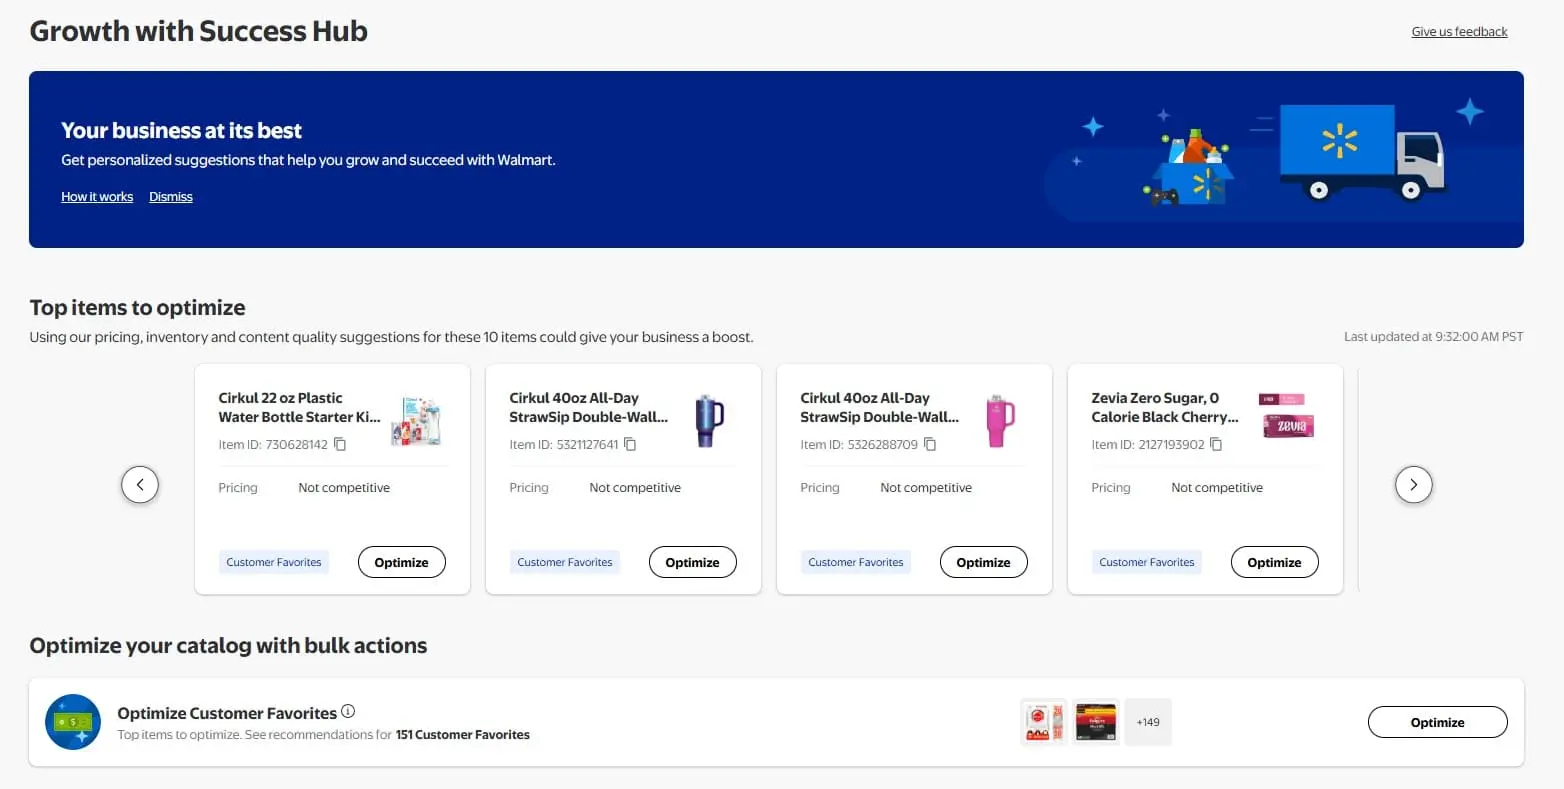 Growth with Success Hub
Give us feedback
Your business at its best
Get personalized suggestions that help you grow and succeed with Walmart.
How it works Dismiss
Top items to optimize
Using our pricing, inventory and content quality suggestions for these 10 items could give your business a boost.
Last updated at 9:32:00 AM PST
Cirkul 22 oz Plastic
Water Bottle Starter Ki...
Item ID: 730628142
Pricing Not competitive
Customer Favorites Optimize
Cirkul 40oz All-Day
StrawSip Double-Wall...
Item ID: 5321127641
Pricing Not competitive
Customer Favorites Optimize
Cirkul 40oz All-Day
StrawSip Double-Wall...
Item ID: 5326288709
Pricing Not competitive
Customer Favorites Optimize
Zevia Zero Sugar, 0
Calorie Black Cherry...
Item ID: 2127193902
zevia
Pricing Not competitive
Customer Favorites Optimize
Optimize your catalog with bulk actions
Optimize Customer Favorites
Top items to optimize. See recommendations for 151 Customer Favorites
+149
Optimize